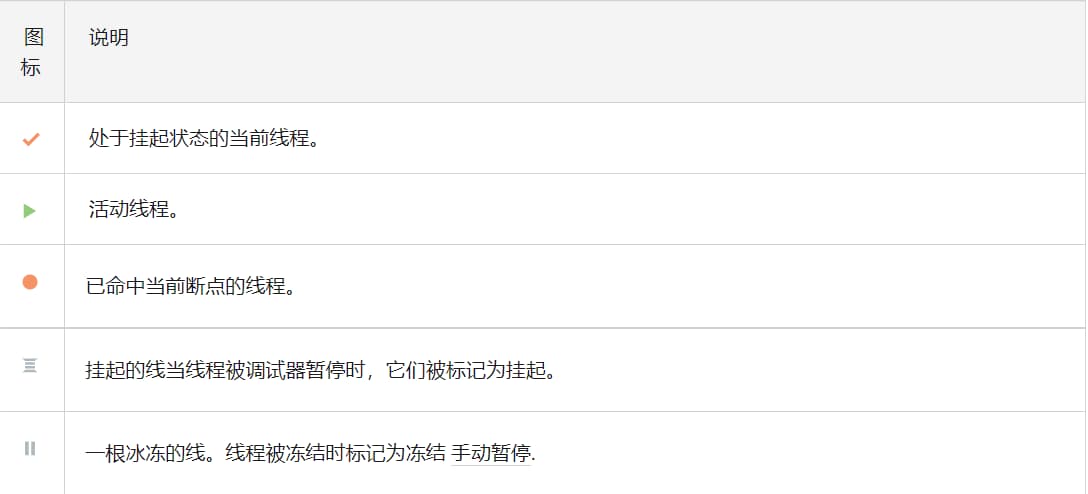 图
标
说明
处于挂起状态的当前线程。
活动线程。
已命中当前断点的线程。
挂起的线当线程被调试器暂停时，它们被标记为挂起。
一根冰冻的线。线程被冻结时标记为冻结 手动暂停.